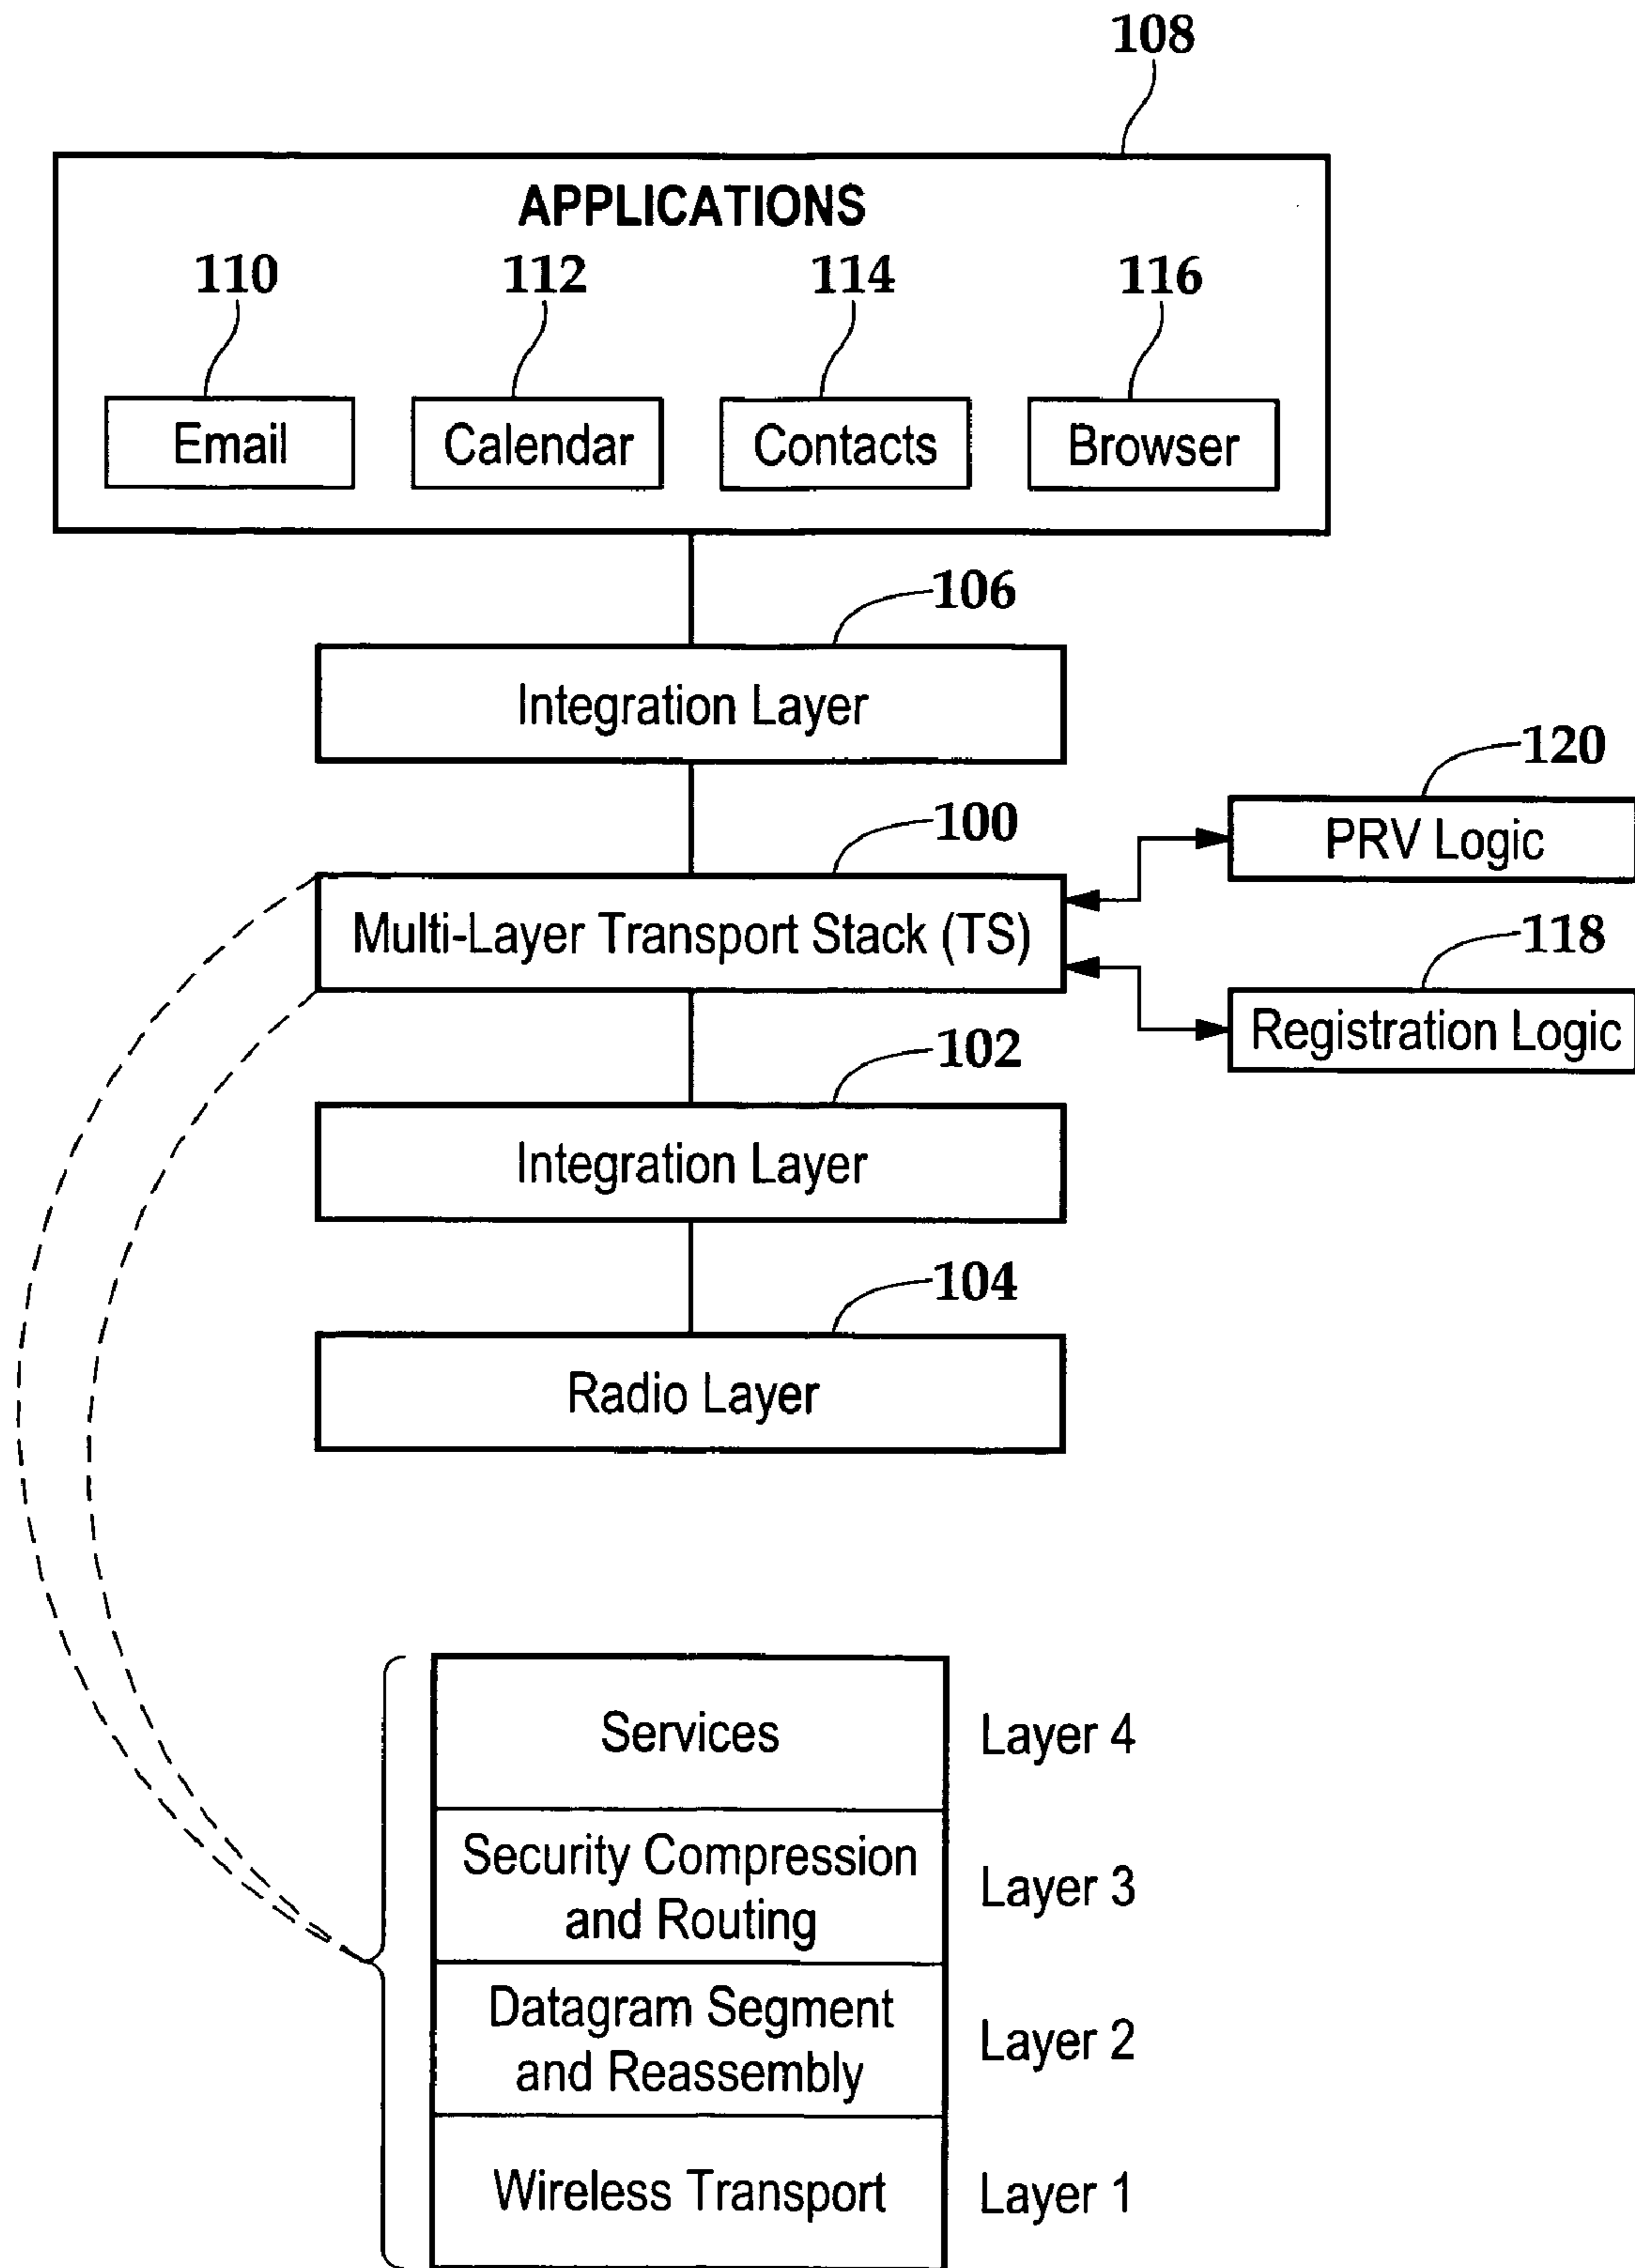 108
APPLICATIONS
110 112 114 116
Email Calendar Contacts Browser
106
Integration Layer
120
PRV Logic
100
Multi-Layer Transport Stack (TS)
118
Registration Logic
102
Integration Layer
104
Radio Layer
Services Layer 4
Security Compression
and Routing
Layer 3
Datagram Segment
and Reassembly
Layer 2
Wireless Transport Layer 1